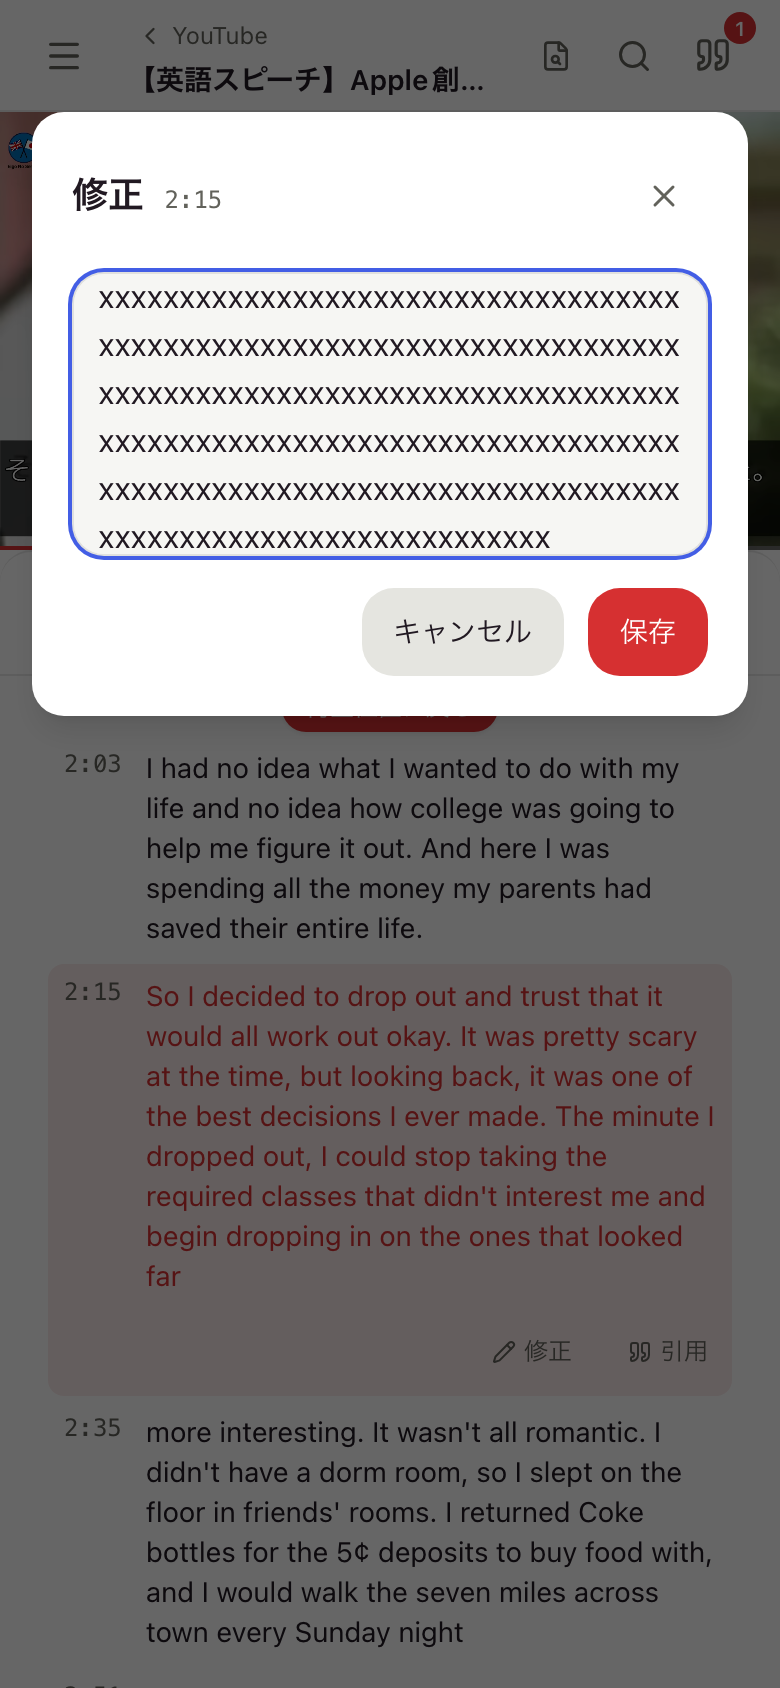 YouTube
【英語スピーチ】Apple創...
1
修正 2:15
xxxxxxxxxxxxxxxxxxxxxxxxxxxxxxxxxxxx
xxxxxxxxxxxxxxxxxxxxxxxxxxxxxxxxxxxx
xxxxxxxxxxxxxxxxxxxxxxxxxxxxxxxxxxxx
xxxxxxxxxxxxxxxxxxxxxxxxxxxxxxxxxxxx
xxxxxxxxxxxxxxxxxxxxxxxxxxxxxxxxxxxx
xxxxxxxxxxxxxxxxxxxxxxxxxxxx
そ
。
キャンセル 保存
2:03 I had no idea what I wanted to do with my
life and no idea how college was going to
help me figure it out. And here I was
spending all the money my parents had
saved their entire life.
2:15 So I decided to drop out and trust that it
would all work out okay. It was pretty scary
at the time, but looking back, it was one of
the best decisions I ever made. The minute I
dropped out, I could stop taking the
required classes that didn't interest me and
begin dropping in on the ones that looked
far
修正 引用
2:35 more interesting. It wasn't all romantic. I
didn't have a dorm room, so I slept on the
floor in friends' rooms. I returned Coke
bottles for the 5¢ deposits to buy food with,
and I would walk the seven miles across
town every Sunday night